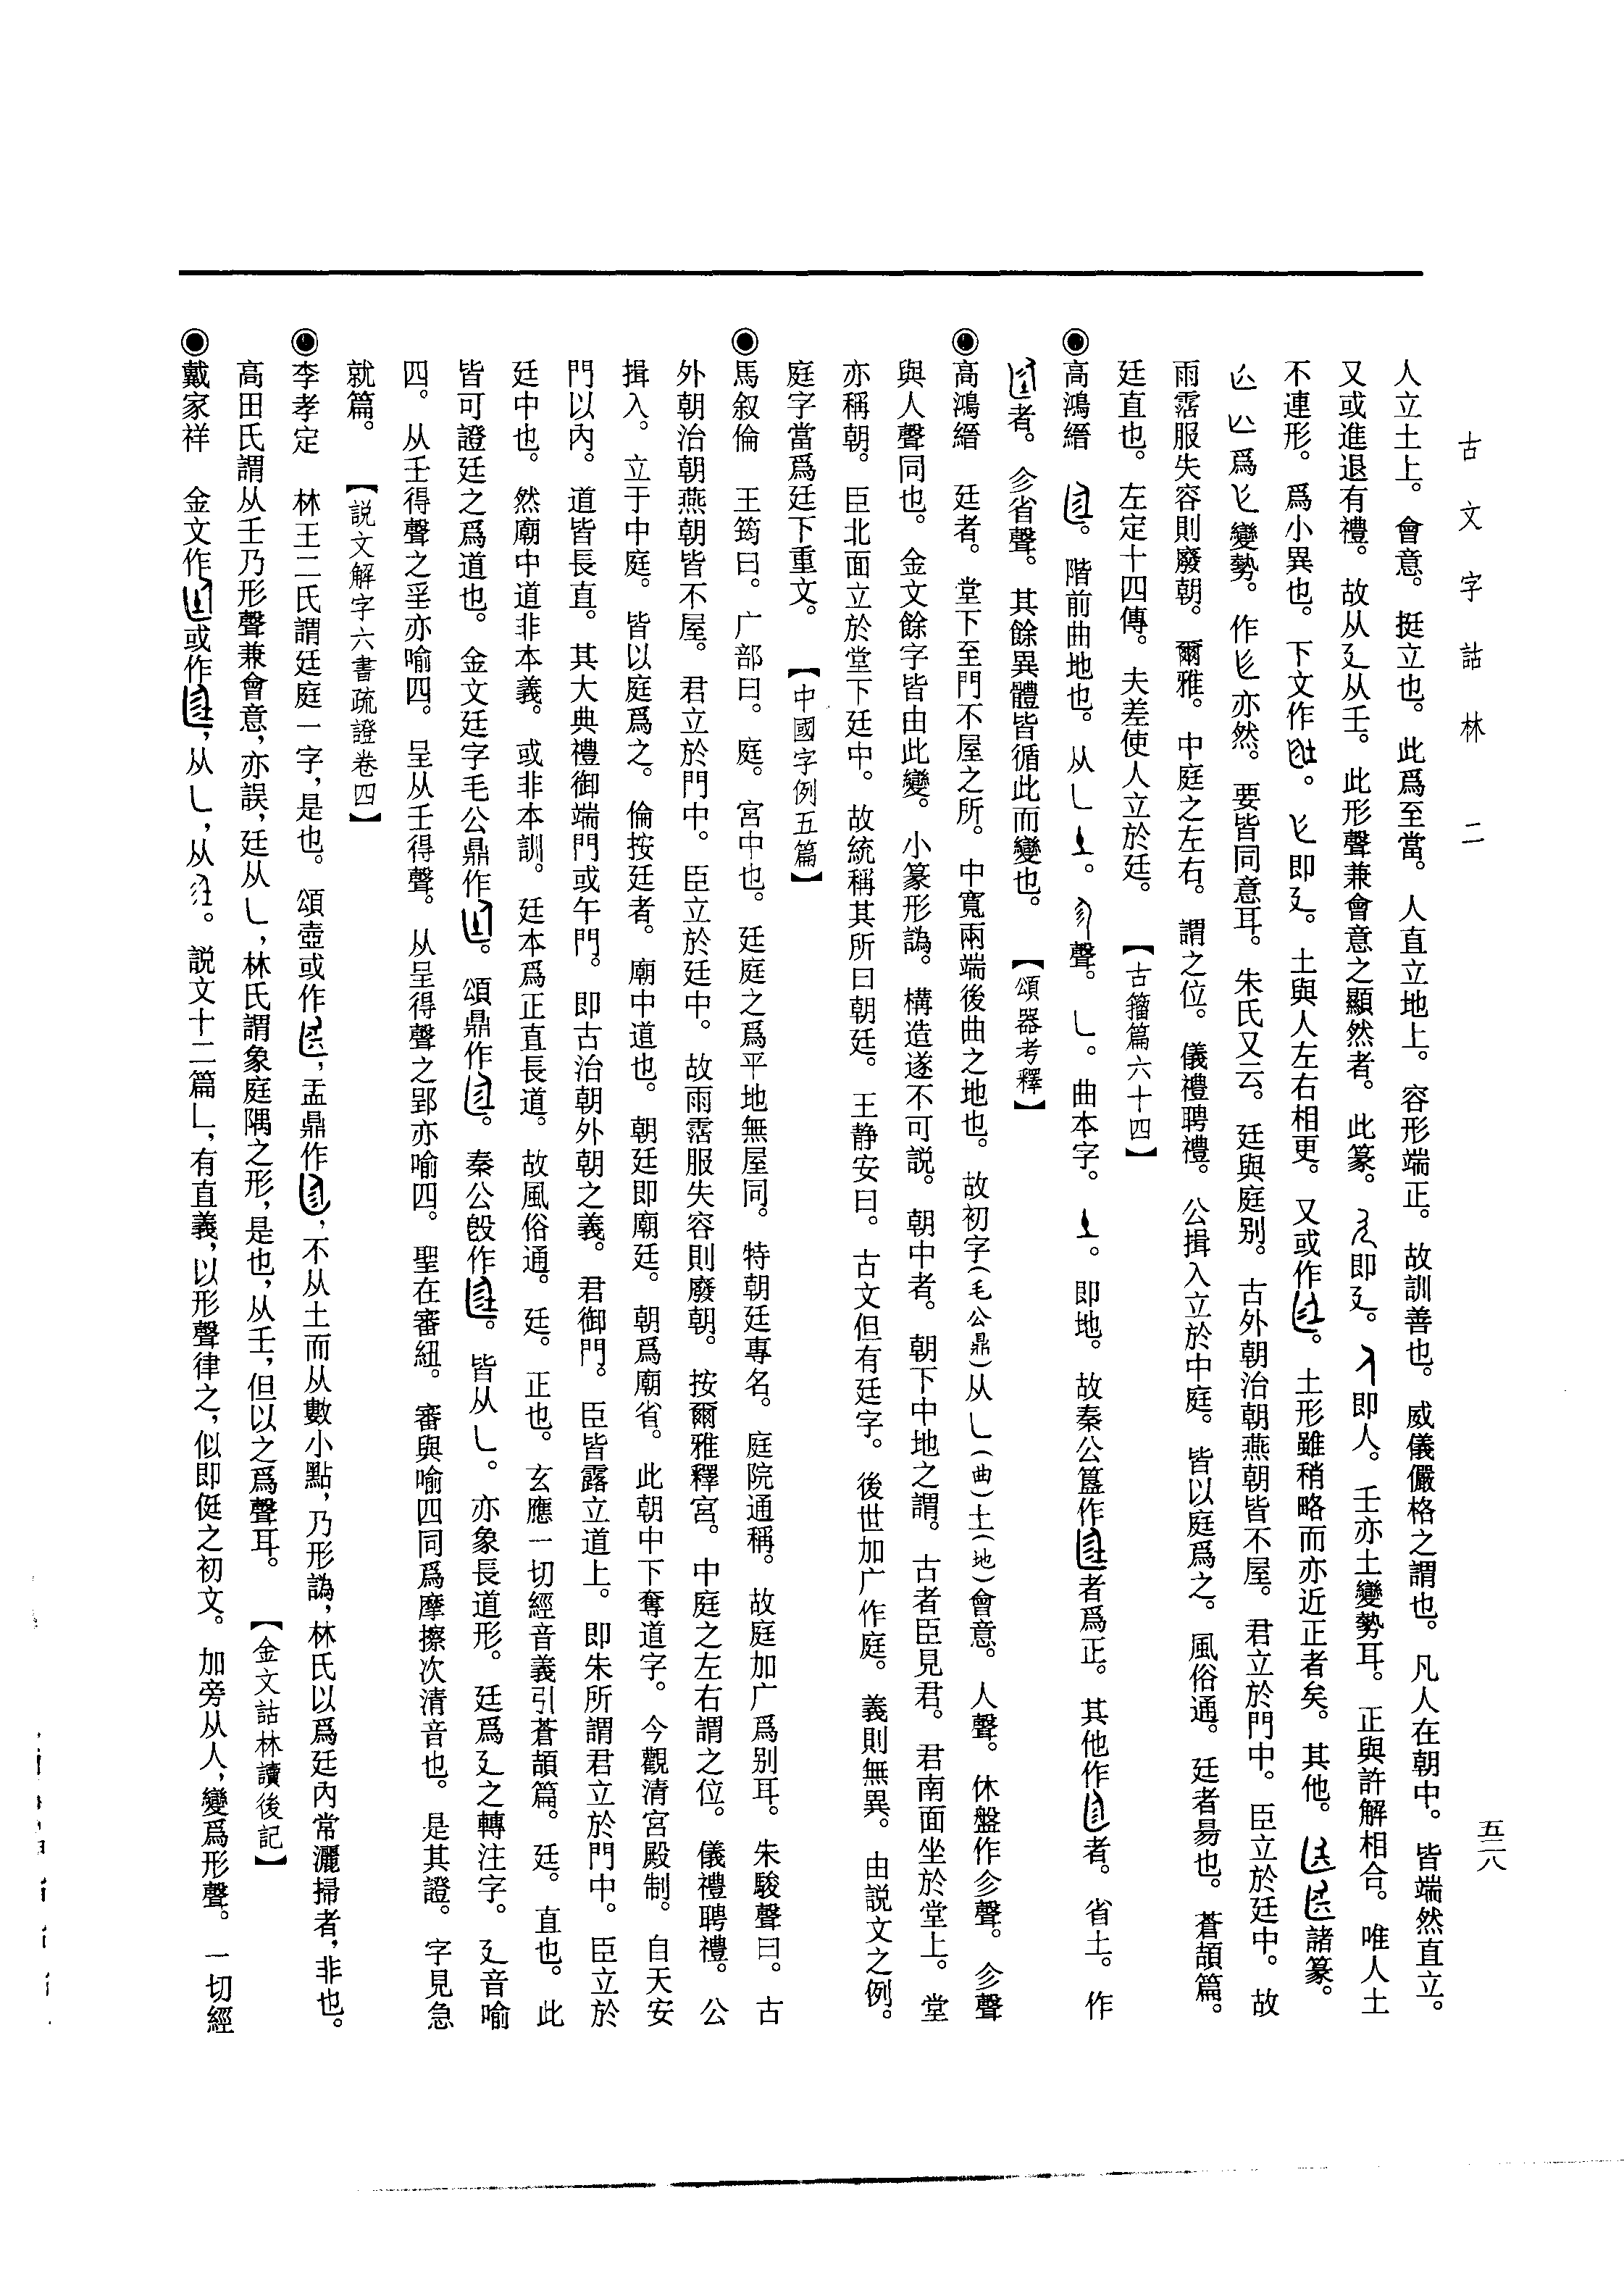 古文字詁林 二
五二八
人立土上。會意。挺立也。此爲至當。人直立地上。容形端正。故訓善也。威儀儼格之謂也。凡人在朝中。皆端然直立。
又或進退有禮。故从廴从𡈼。此形聲兼會意之顯然者。此篆。即廴。即人。𡈼亦土變勢耳。正與許解相合。唯人土
不連形。爲小異也。下文作。即廴。土與人左右相更。又或作。土形雖稍略而亦近正者矣。其他。諸篆。
爲變勢。作亦然。要皆同意耳。朱氏又云。廷與庭别。古外朝治朝燕朝皆不屋。君立於門中。臣立於廷中。故
雨霑服失容則廢朝。爾雅。中庭之左右。謂之位。儀禮聘禮。公揖入立於中庭。皆以庭爲之。風俗通。廷者昜也。蒼頡篇。
廷直也。左定十四傳。夫差使人立於廷。 【古籀篇六十四】
◉高鴻縉 。階前曲地也。从𠃊。聲。𠃊。曲本字。。即地。故秦公簋作者爲正。其他作者。省土。作
者。㐱省聲。其餘異體皆循此而變也。 【頌器考釋】
◉高鴻縉 廷者。堂下至門不屋之所。中寬兩端後曲之地也。故初字(毛公鼎)从𠃊(曲)土(地)會意。人聲。休盤作㐱聲。㐱聲
與人聲同也。金文餘字皆由此變。小篆形譌。構造遂不可説。朝中者。朝下中地之謂。古者臣見君。君南面坐於堂上。堂
亦稱朝。臣北面立於堂下廷中。故統稱其所曰朝廷。王静安曰。古文但有廷字。後世加广作庭。義則無異。由説文之例。
庭字當爲廷下重文。 【中國字例五篇】
◉馬叙倫 王筠曰。广部曰。庭。宮中也。廷庭之爲平地無屋同。特朝廷專名。庭院通稱。故庭加广爲别耳。朱駿聲曰。古
外朝治朝燕朝皆不屋。君立於門中。臣立於廷中。故雨霑服失容則廢朝。按爾雅釋宮。中庭之左右謂之位。儀禮聘禮。公
揖入。立于中庭。皆以庭爲之。倫按廷者。廟中道也。朝廷即廟廷。朝爲廟省。此朝中下奪道字。今觀清宮殿制。自天安
門以內。道皆長直。其大典禮御端門或午門。即古治朝外朝之義。君御門。臣皆露立道上。即朱所謂君立於門中。臣立於
廷中也。然廟中道非本義。或非本訓。廷本爲正直長道。故風俗通。廷。正也。玄應一切經音義引蒼頡篇。廷。直也。此
皆可證廷之爲道也。金文廷字毛公鼎作。頌鼎作。秦公𣪘作。皆从𠃊。亦象長道形。廷爲廴之轉注字。廴音喻
四。从𡈼得聲之㸒亦喻四。呈从𡈼得聲。从呈得聲之郢亦喻四。聖在審紐。審與喻四同爲摩擦次清音也。是其證。字見急
就篇。 【説文解字六書疏證卷四】
◉李孝定 林王二氏謂廷庭一字，是也。頌壺或作，盂鼎作，不从土而从數小點，乃形譌，林氏以爲廷內常灑掃者，非也。
高田氏謂从𡈼乃形聲兼會意，亦誤，廷从𠃊，林氏謂象庭隅之形，是也，从𡈼，但以之爲聲耳。 【金文詁林讀後記】
◉戴家祥 金文作或作，从𠃊，从。説文十二篇𠃊，有直義，以形聲律之，似即侹之初文。加旁从人，變爲形聲。一切經